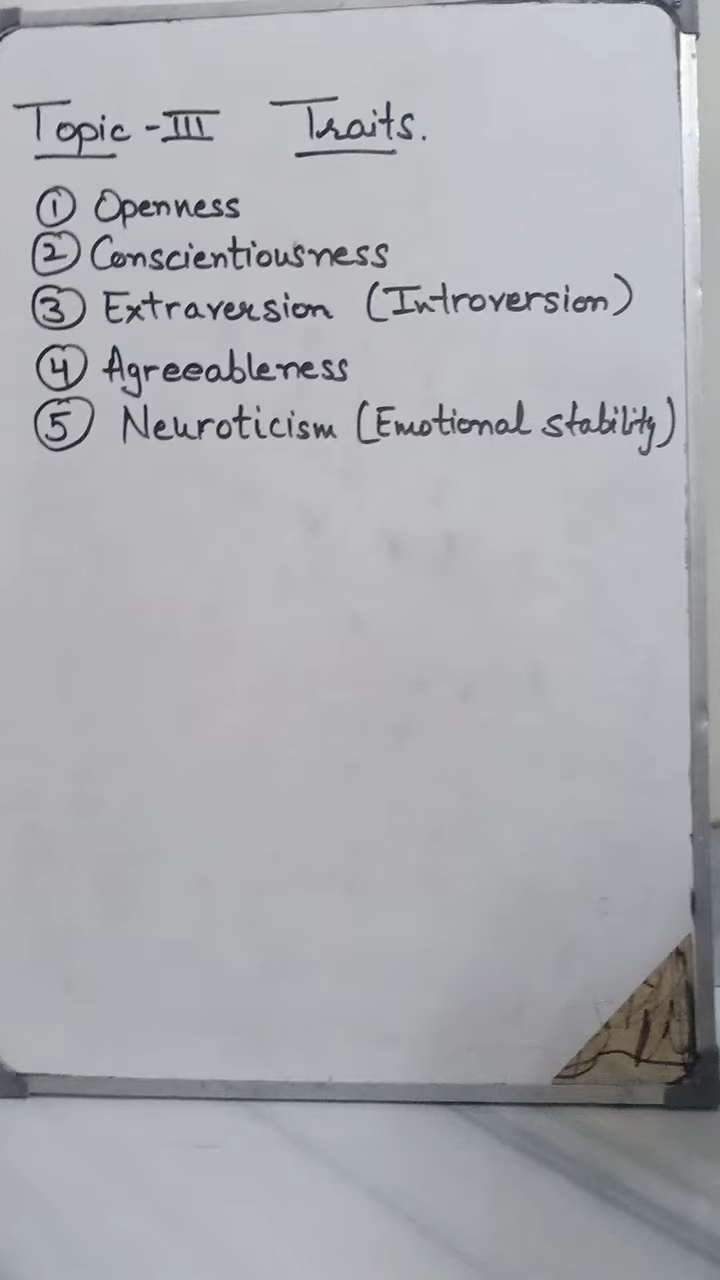 Topic - III Traits.
① Openness
② Conscientiousness
③ Extraversion (Introversion)
④ Agreeableness
⑤ Neuroticism (Emotional stability)